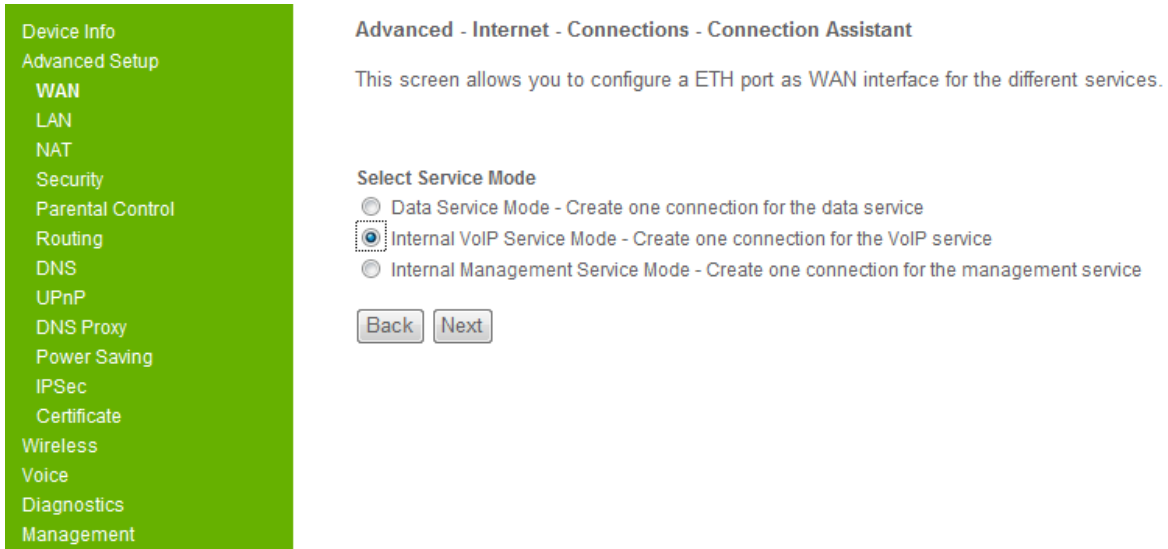 Device Info
Advanced Setup
WAN
LAN
NAT
Security
Parental Control
Routing
DNS
UPnP
DNS Proxy
Power Saving
IPSec
Certificate
Wireless
Voice
Diagnostics
Management
Advanced - Internet - Connections - Connection Assistant
This screen allows you to configure a ETH port as WAN interface for the different services.
Select Service Mode
Data Service Mode - Create one connection for the data service
Internal VoIP Service Mode - Create one connection for the VoIP service
Internal Management Service Mode - Create one connection for the management service
Back Next